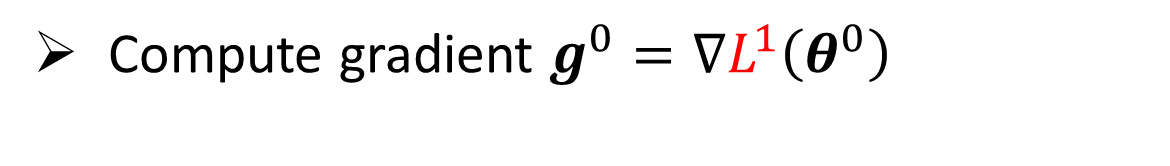 ➢ Compute gradient 𝒈⁰ = ∇𝐿¹(𝜽⁰)